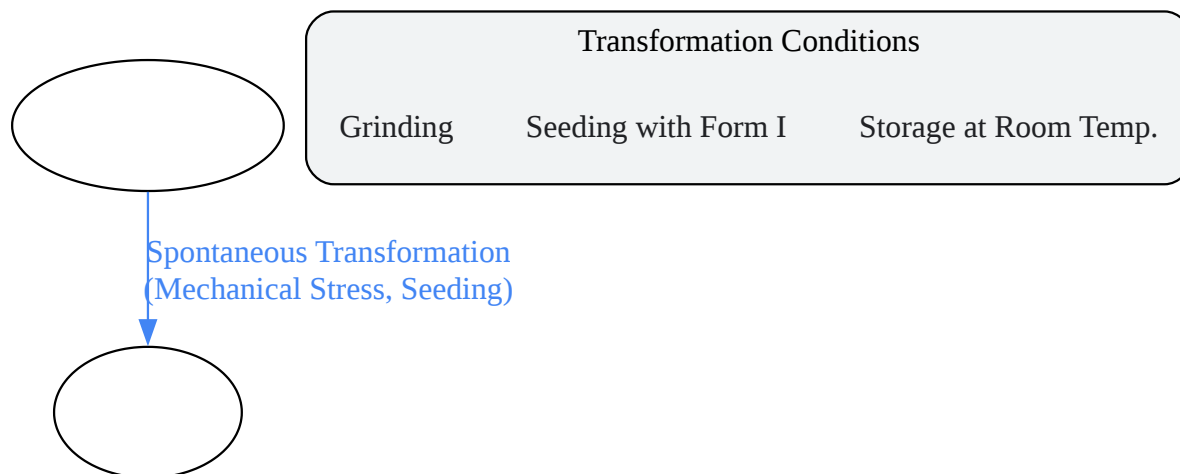 Transformation Conditions
Grinding
Seeding with Form I
Storage at Room Temp.
Spontaneous Transformation
(Mechanical Stress, Seeding)